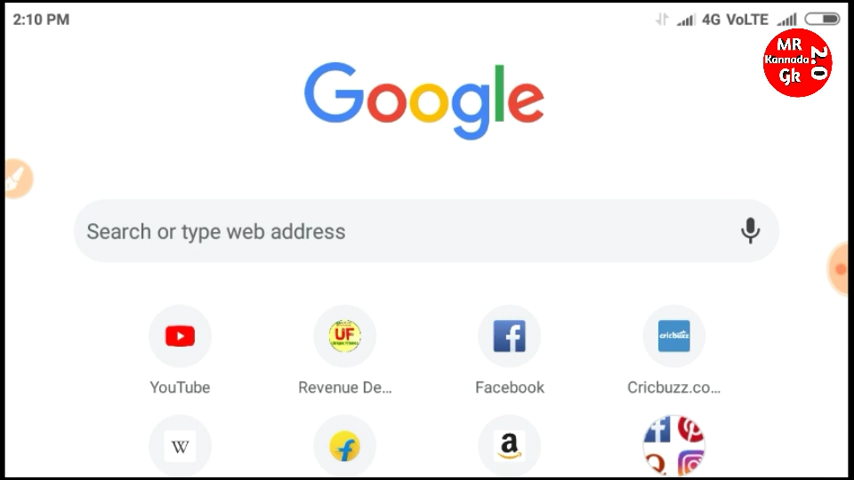 2:10 PM
4G VoLTE
MR
Kannada
Gk
2.0
Google
Search or type web address
UF
cricbuzz
YouTube
Revenue De...
Facebook
Cricbuzz.co...
W
f
a